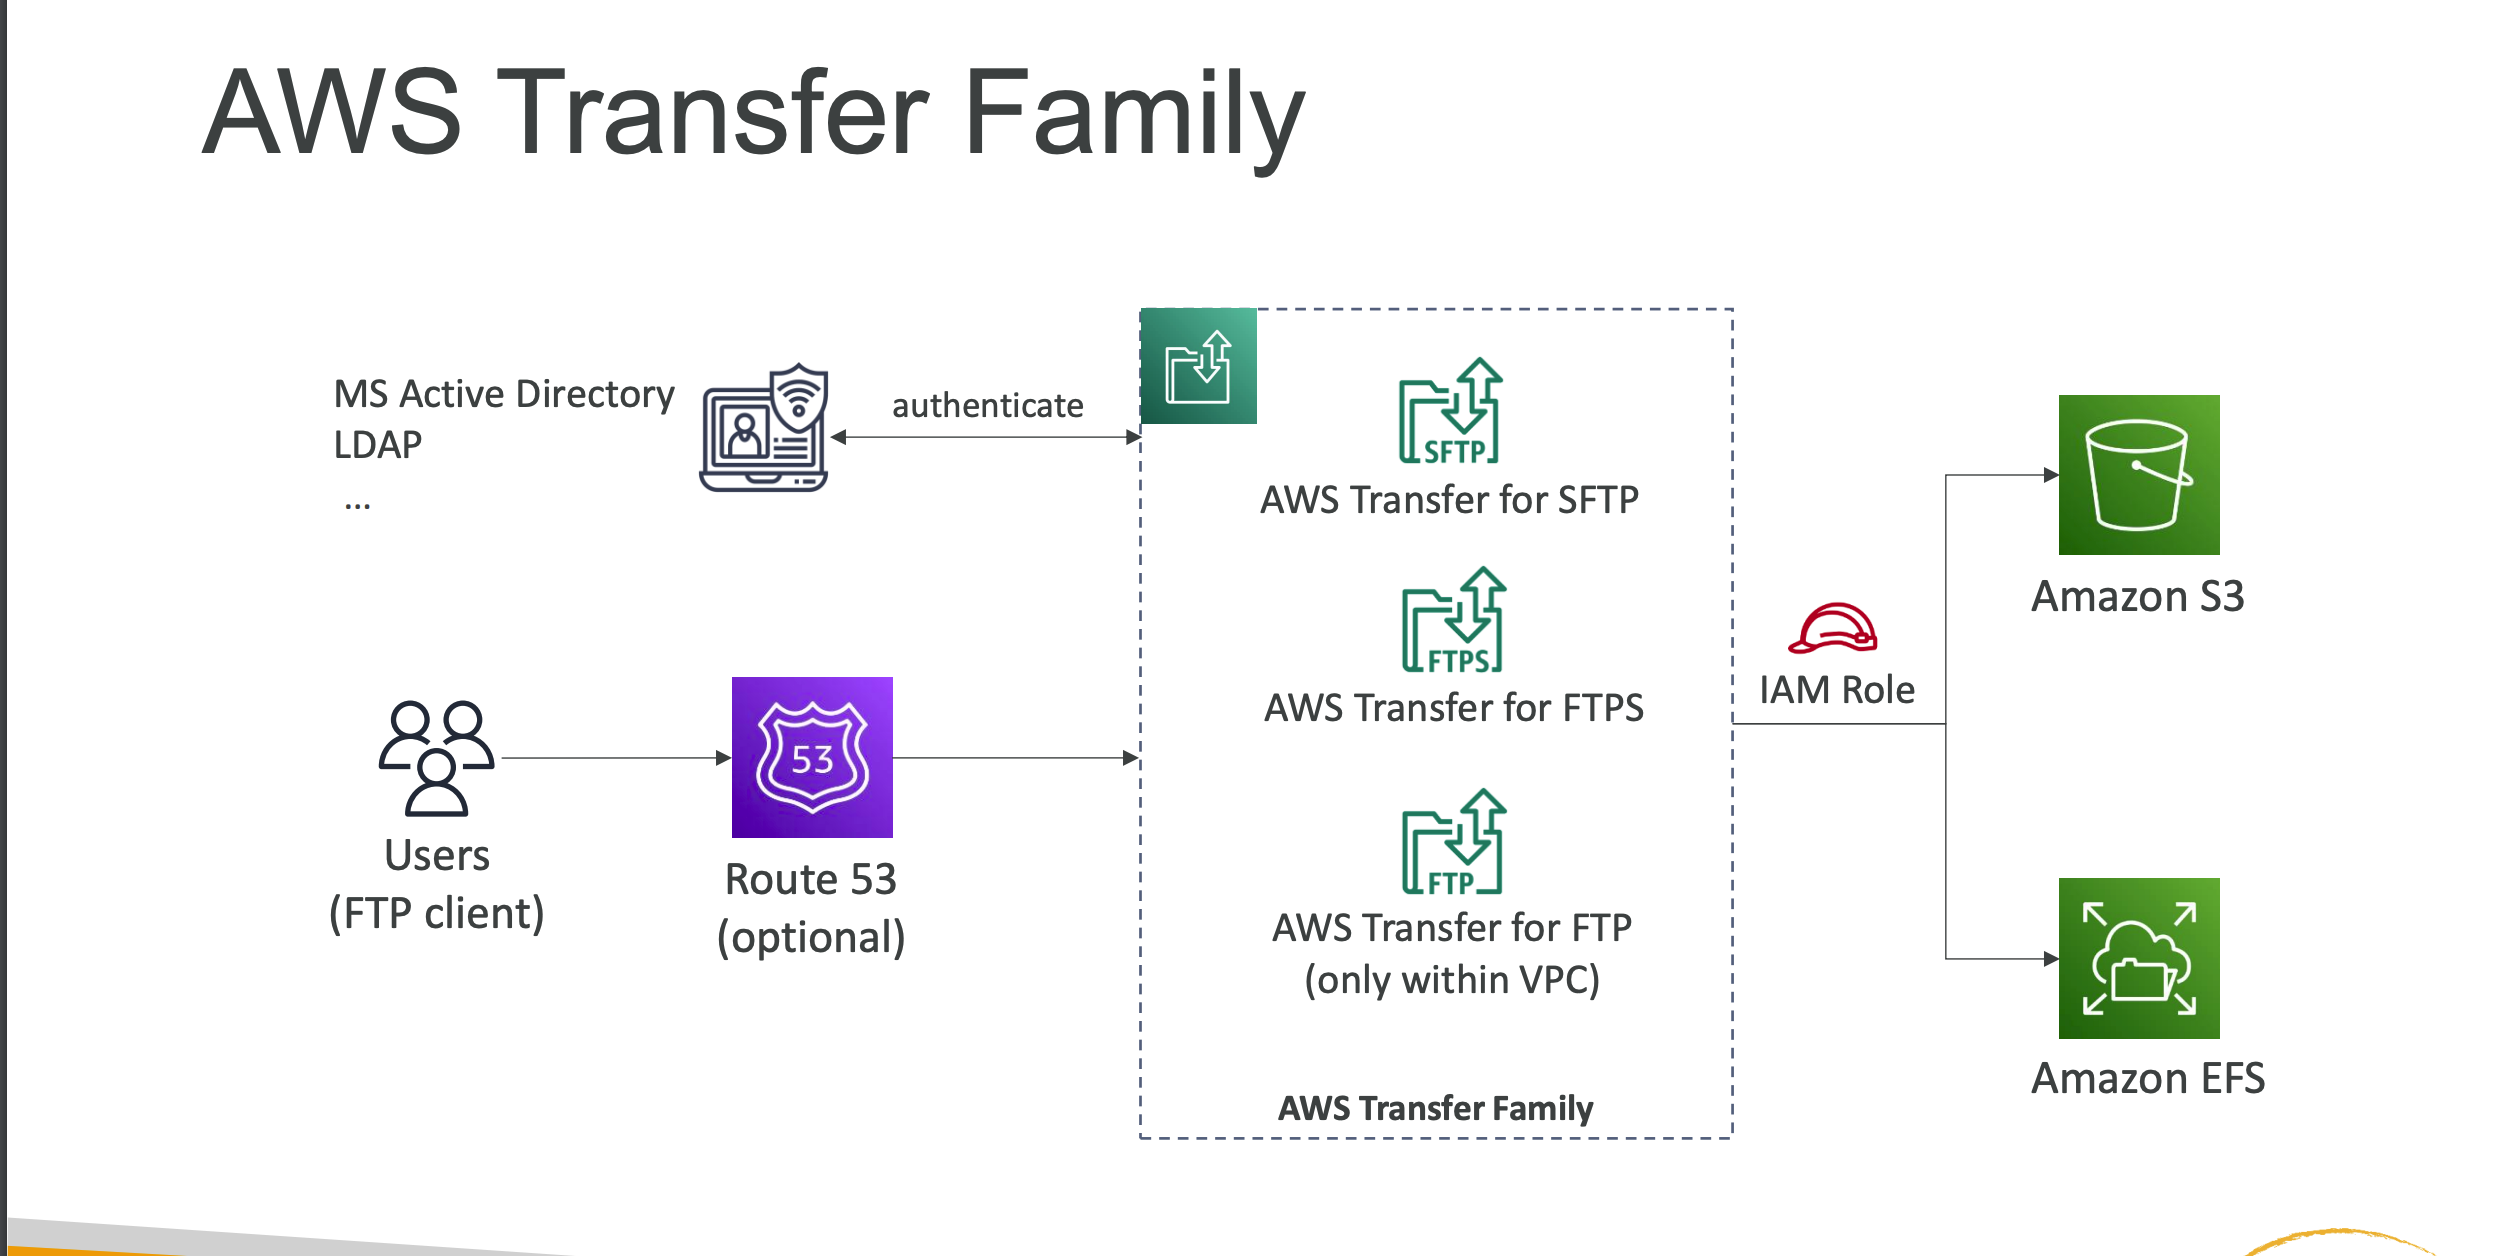 AWS Transfer Family
MS Active Directory
LDAP
...
authenticate
SFTP
AWS Transfer for SFTP
FTPS
AWS Transfer for FTPS
FTP
AWS Transfer for FTP
(only within VPC)
AWS Transfer Family
Users
(FTP client)
53
Route 53
(optional)
IAM Role
Amazon S3
Amazon EFS